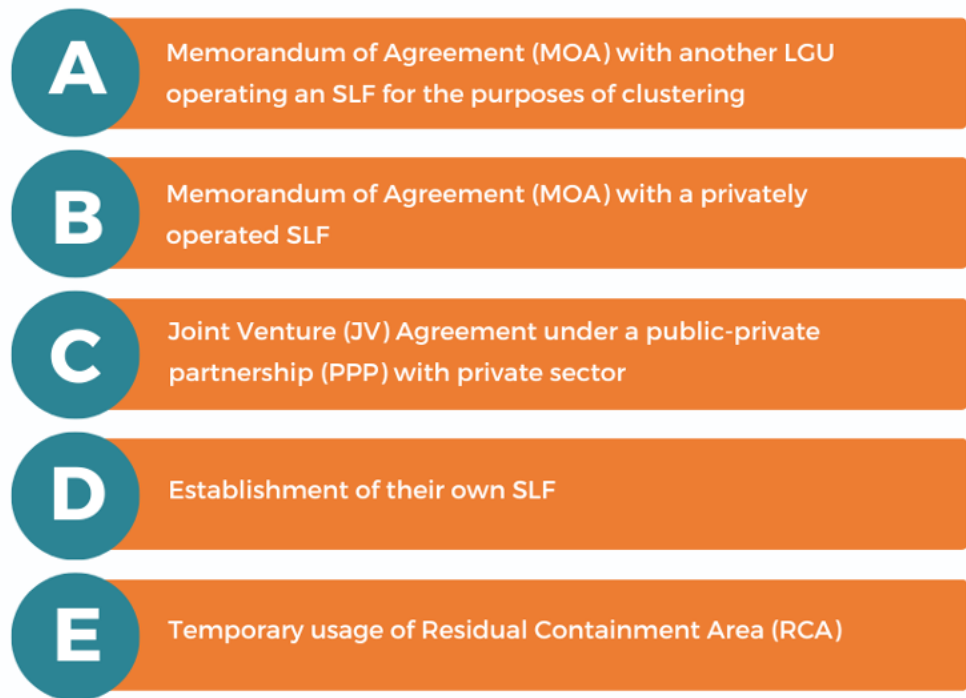 A
Memorandum of Agreement (MOA) with another LGU
operating an SLF for the purposes of clustering
B
Memorandum of Agreement (MOA) with a privately
operated SLF
C
Joint Venture (JV) Agreement under a public-private
partnership (PPP) with private sector
D
Establishment of their own SLF
E
Temporary usage of Residual Containment Area (RCA)